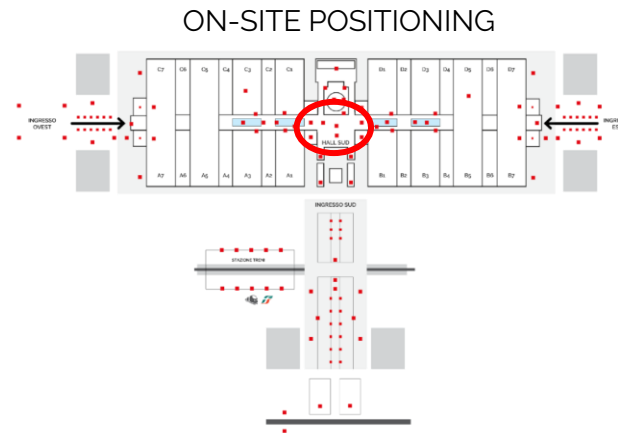 ON-SITE POSITIONING
C7 C6 C5 C4 C3 C2 C1
D1 D2 D3 D4 D5 D6 D7
INGRESSO
OVEST
INGRE
ES
HALL SUD
A7 A6 A5 A4 A3 A2 A1
B1 B2 B3 B4 B5 B6 B7
INGRESSO SUD
STAZIONE TRENI